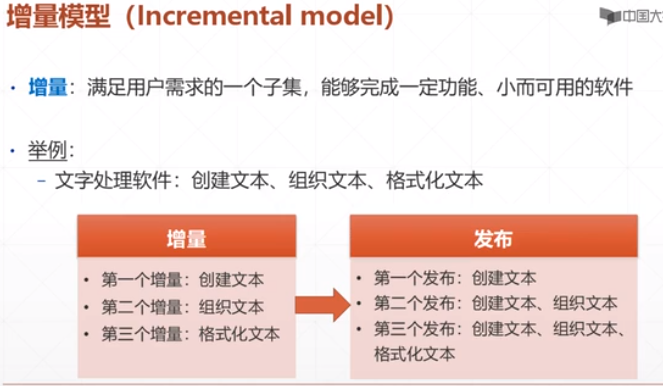 增量模型（Incremental model）
中国大
• 增量：满足用户需求的一个子集，能够完成一定功能、小而可用的软件
• 举例：
– 文字处理软件：创建文本、组织文本、格式化文本
增量
• 第一个增量：创建文本
• 第二个增量：组织文本
• 第三个增量：格式化文本
发布
• 第一个发布：创建文本
• 第二个发布：创建文本、组织文本
• 第三个发布：创建文本、组织文本、
格式化文本